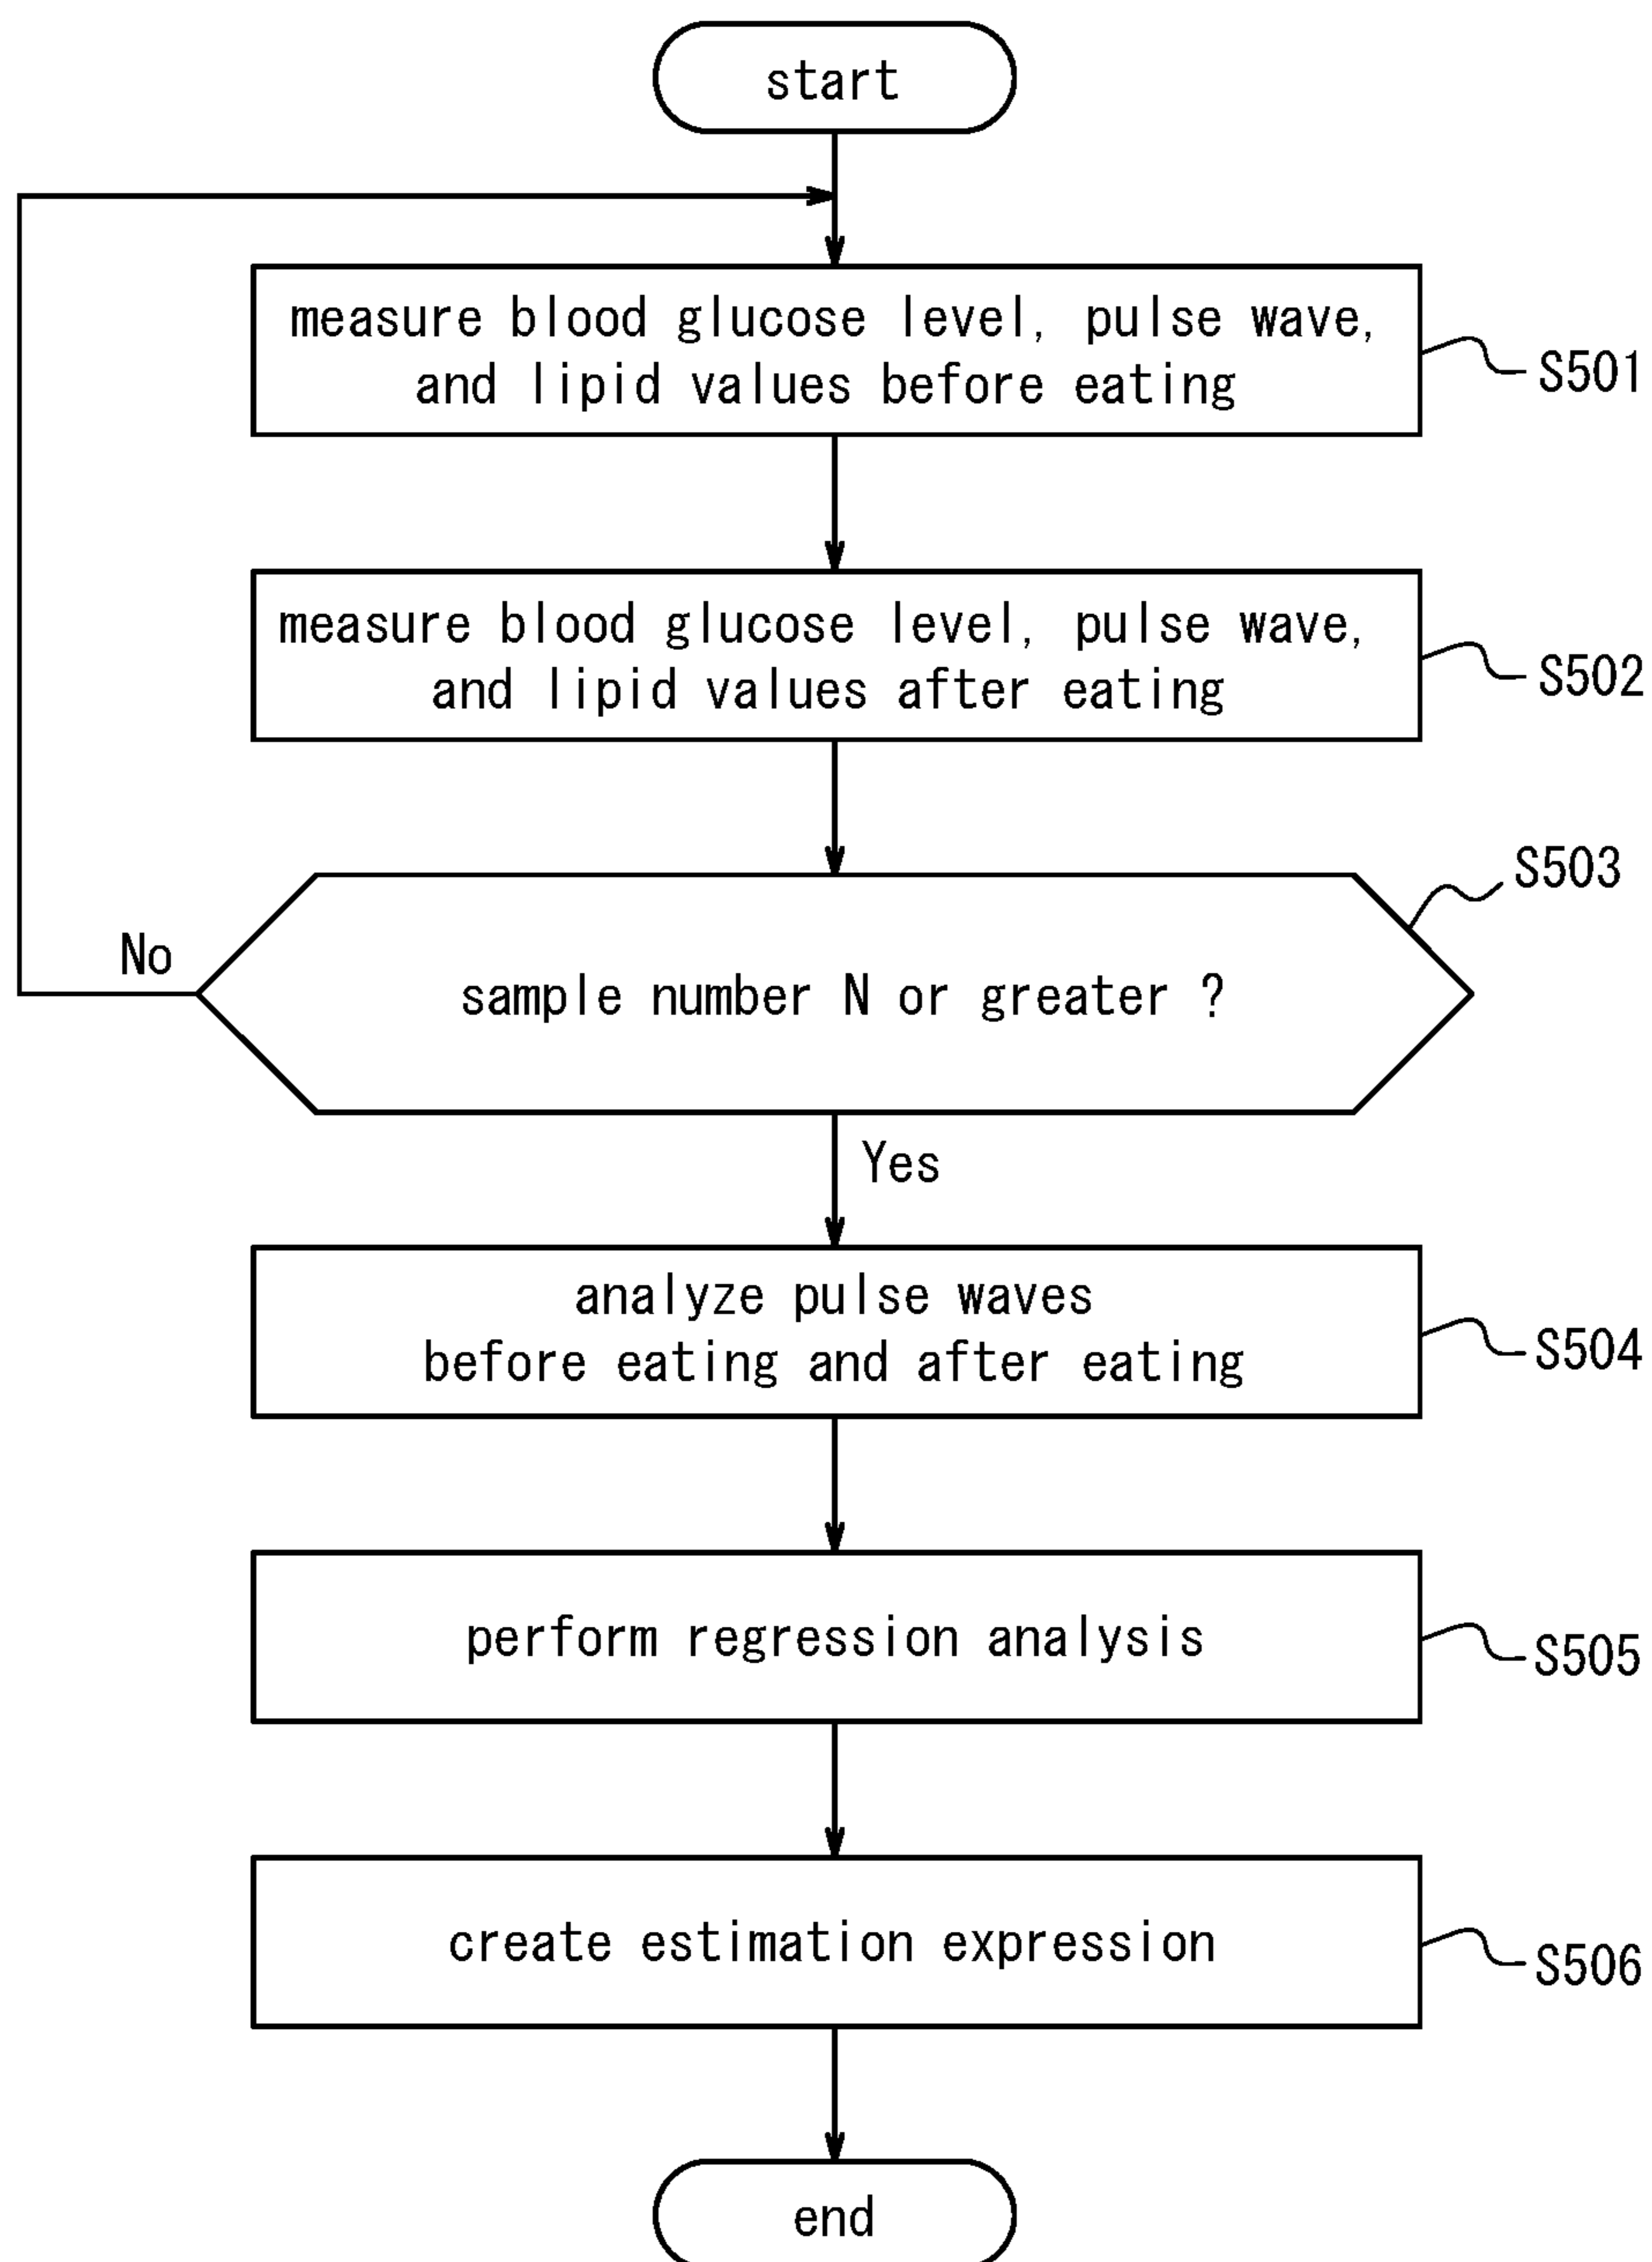 start
measure blood glucose level, pulse wave,
and lipid values before eating
S501
measure blood glucose level, pulse wave,
and lipid values after eating
S502
S503
No
sample number N or greater ?
Yes
analyze pulse waves
before eating and after eating
S504
perform regression analysis
S505
create estimation expression
S506
end